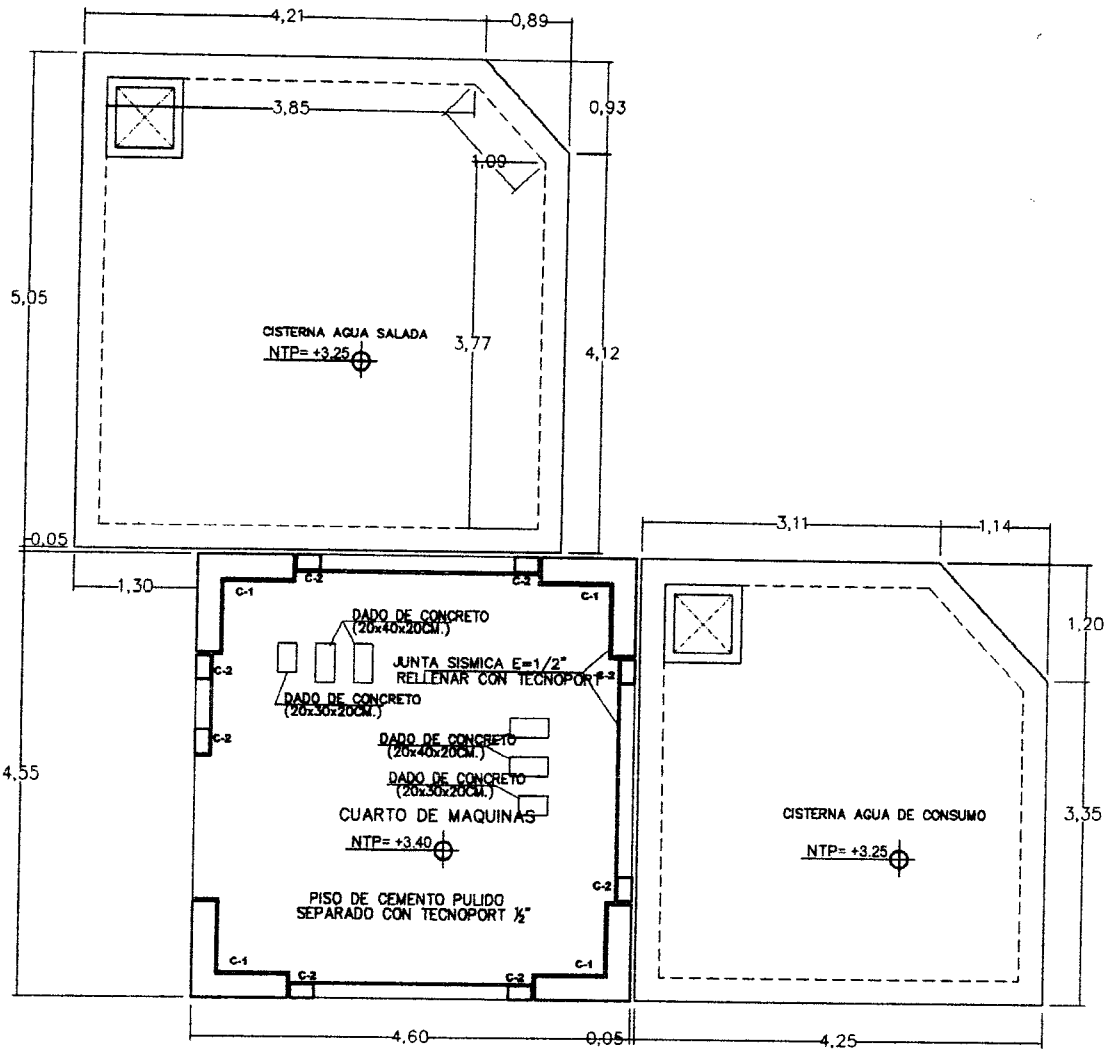 4,21
0,89
0,93
3,85
1,09
5,05
CISTERNA AGUA SALADA
NTP= +3.25
3,77
4,12
0,05
1,30
3,11
1,14
1,20
C-2
C-2
C-1
C-1
DADO DE CONCRETO
(20x40x20CM.)
JUNTA SISMICA E=1/2"
RELLENAR CON TECNOPORT
C-2
C-2
DADO DE CONCRETO
(20x30x20CM.)
C-2
DADO DE CONCRETO
(20x40x20CM.)
DADO DE CONCRETO
(20x30x20CM.)
4,55
CUARTO DE MAQUINAS
NTP= +3.40
CISTERNA AGUA DE CONSUMO
NTP= +3.25
3,35
PISO DE CEMENTO PULIDO
SEPARADO CON TECNOPORT ½"
C-2
C-1
C-2
C-2
C-1
4,60
0,05
4,25